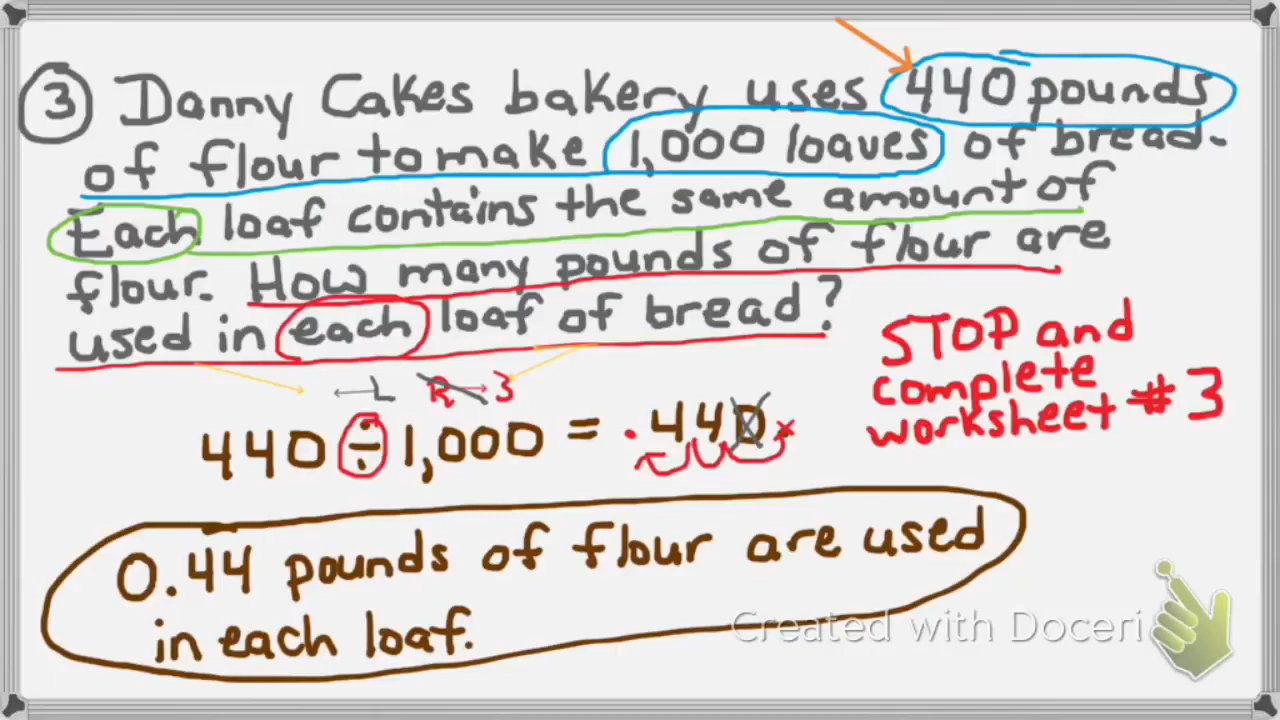 3 Danny Cakes bakery uses 440 pounds
of flour to make 1,000 loaves of bread.
Each loaf contains the same amount of
flour. How many pounds of flour are
used in each loaf of bread?
STOP and
complete
worksheet #3
L R 3
440 ÷ 1,000 = .440
0.44 pounds of flour are used
in each loaf.
Created with Doceri